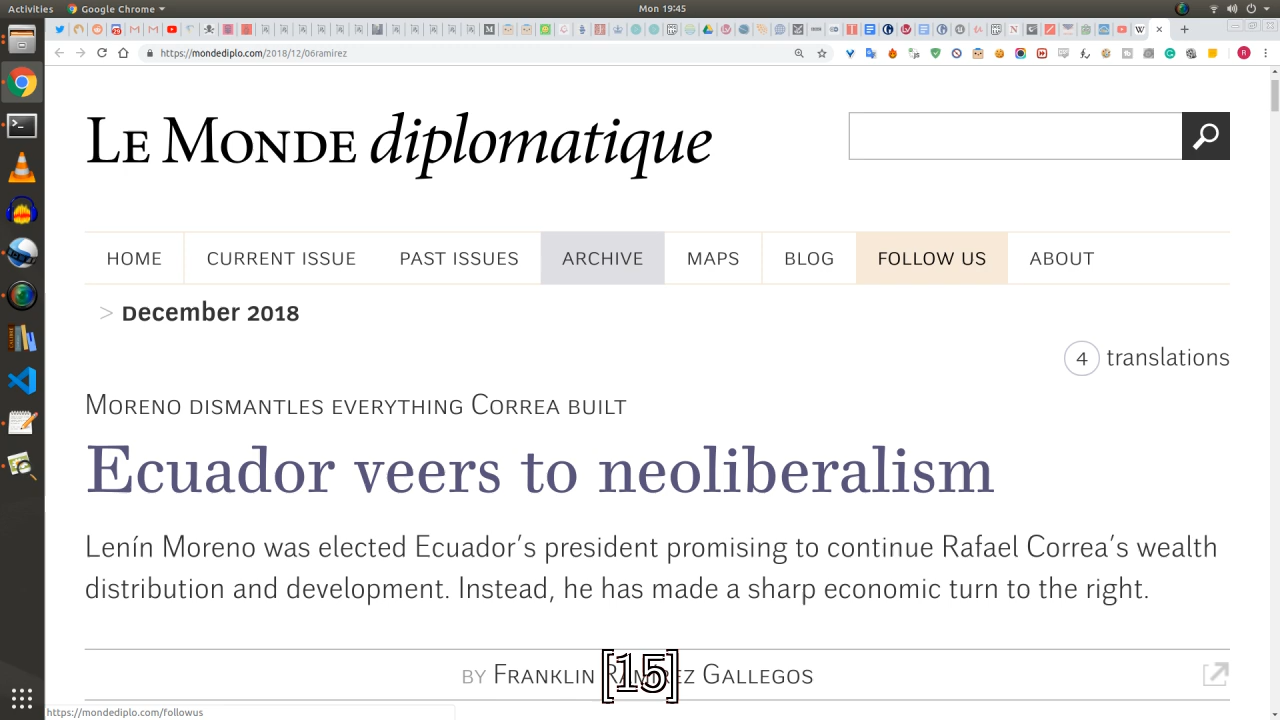 Activities Google Chrome Mon 19:45
https://mondediplo.com/2018/12/06ramirez
LE MONDE diplomatique
HOME CURRENT ISSUE PAST ISSUES ARCHIVE MAPS BLOG FOLLOW US ABOUT
> December 2018
4 translations
MORENO DISMANTLES EVERYTHING CORREA BUILT
Ecuador veers to neoliberalism
Lenín Moreno was elected Ecuador’s president promising to continue Rafael Correa’s wealth
distribution and development. Instead, he has made a sharp economic turn to the right.
BY FRANKLIN RAMÍREZ GALLEGOS
[15]
https://mondediplo.com/followus